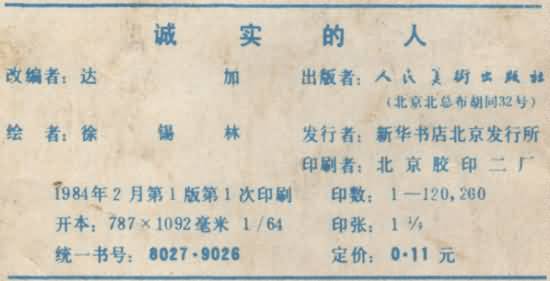 诚实的人
改编者：达加 出版者：人民美術出版社
（北京北总布胡同32号）
绘者：徐锡林 发行者：新华书店北京发行所
印刷者：北京胶印二厂
1984年2月第1版第1次印刷 印数：1—120,200
开本：787×1092毫米 1/64 印张：1
统一书号：8027·9026 定价：0·11元